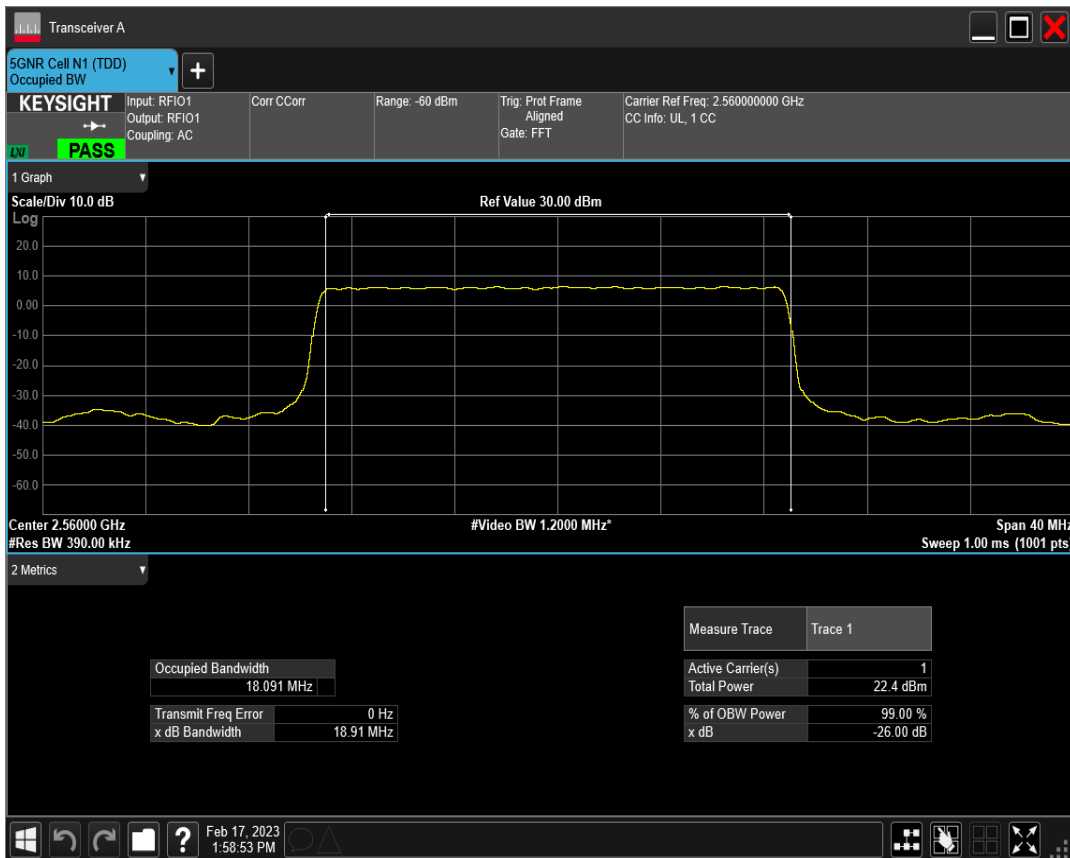 Transceiver A
5GNR Cell N1 (TDD)
Occupied BW
+
KEYSIGHT
LXI
PASS
Input: RFIO1
Output: RFIO1
Coupling: AC
Corr CCorr
Range: -60 dBm
Trig: Prot Frame
Aligned
Gate: FFT
Carrier Ref Freq: 2.560000000 GHz
CC Info: UL, 1 CC
1 Graph
Scale/Div 10.0 dB
Ref Value 30.00 dBm
Log
20.0
10.0
0.00
-10.0
-20.0
-30.0
-40.0
-50.0
-60.0
Center 2.56000 GHz
#Video BW 1.2000 MHz*
Span 40 MHz
#Res BW 390.00 kHz
Sweep 1.00 ms (1001 pts)
2 Metrics
Measure Trace Trace 1
Occupied Bandwidth
18.091 MHz
Active Carrier(s) 1
Total Power 22.4 dBm
Transmit Freq Error 0 Hz
x dB Bandwidth 18.91 MHz
% of OBW Power 99.00 %
x dB -26.00 dB
?
Feb 17, 2023
1:58:53 PM